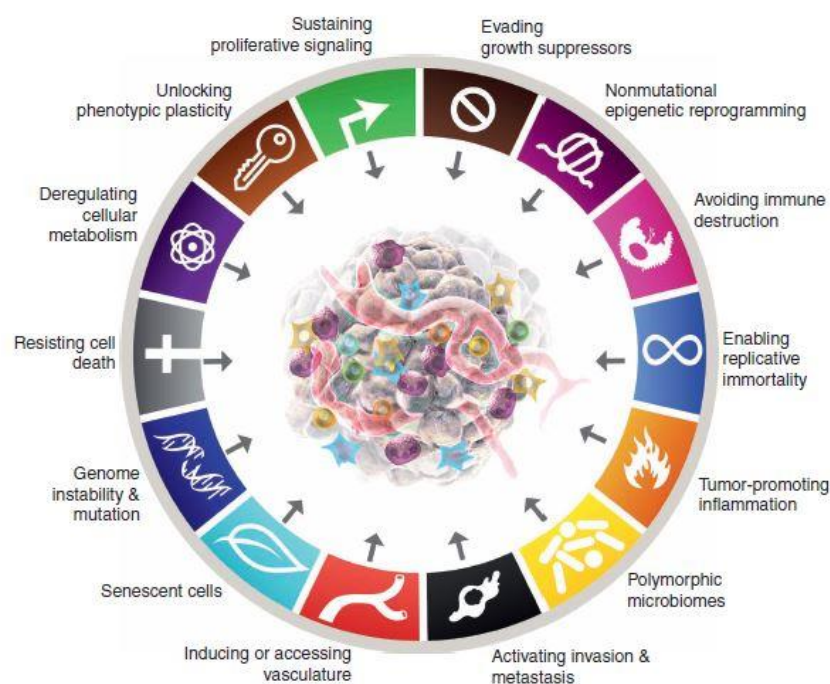 Sustaining
proliferative signaling
Evading
growth suppressors
Nonmutational
epigenetic reprogramming
Avoiding immune
destruction
Enabling
replicative
immortality
Tumor-promoting
inflammation
Polymorphic
microbiomes
Activating invasion &
metastasis
Inducing or accessing
vasculature
Senescent cells
Genome
instability &
mutation
Resisting cell
death
Deregulating
cellular
metabolism
Unlocking
phenotypic plasticity